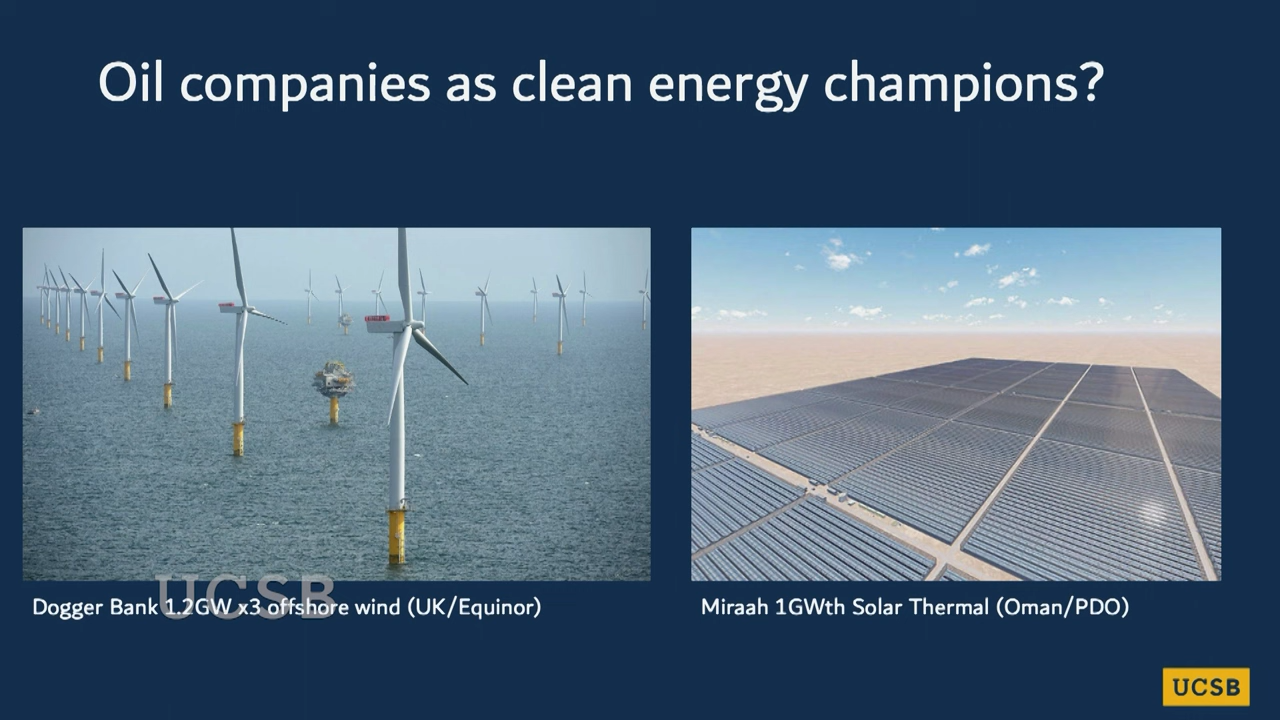 Oil companies as clean energy champions?
Dogger Bank 1.2GW x3 offshore wind (UK/Equinor)
UCSB
Miraah 1GWth Solar Thermal (Oman/PDO)
UCSB